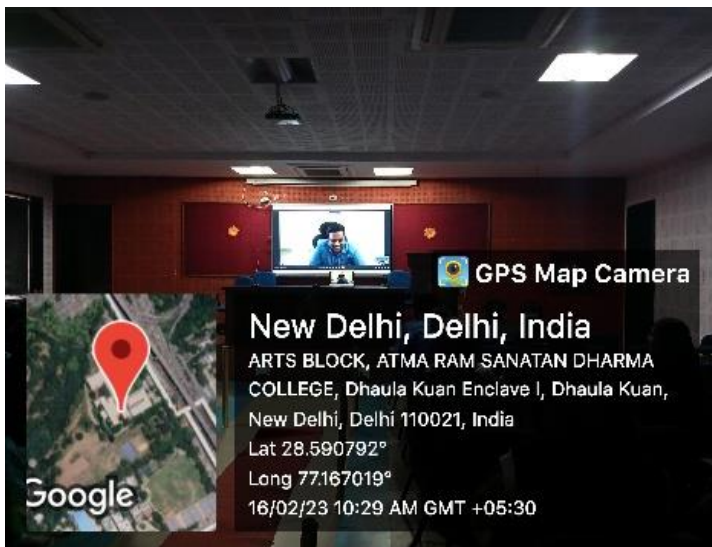 GPS Map Camera
New Delhi, Delhi, India
ARTS BLOCK, ATMA RAM SANATAN DHARMA
COLLEGE, Dhaula Kuan Enclave I, Dhaula Kuan,
New Delhi, Delhi 110021, India
Lat 28.590792°
Long 77.167019°
16/02/23 10:29 AM GMT +05:30
Google